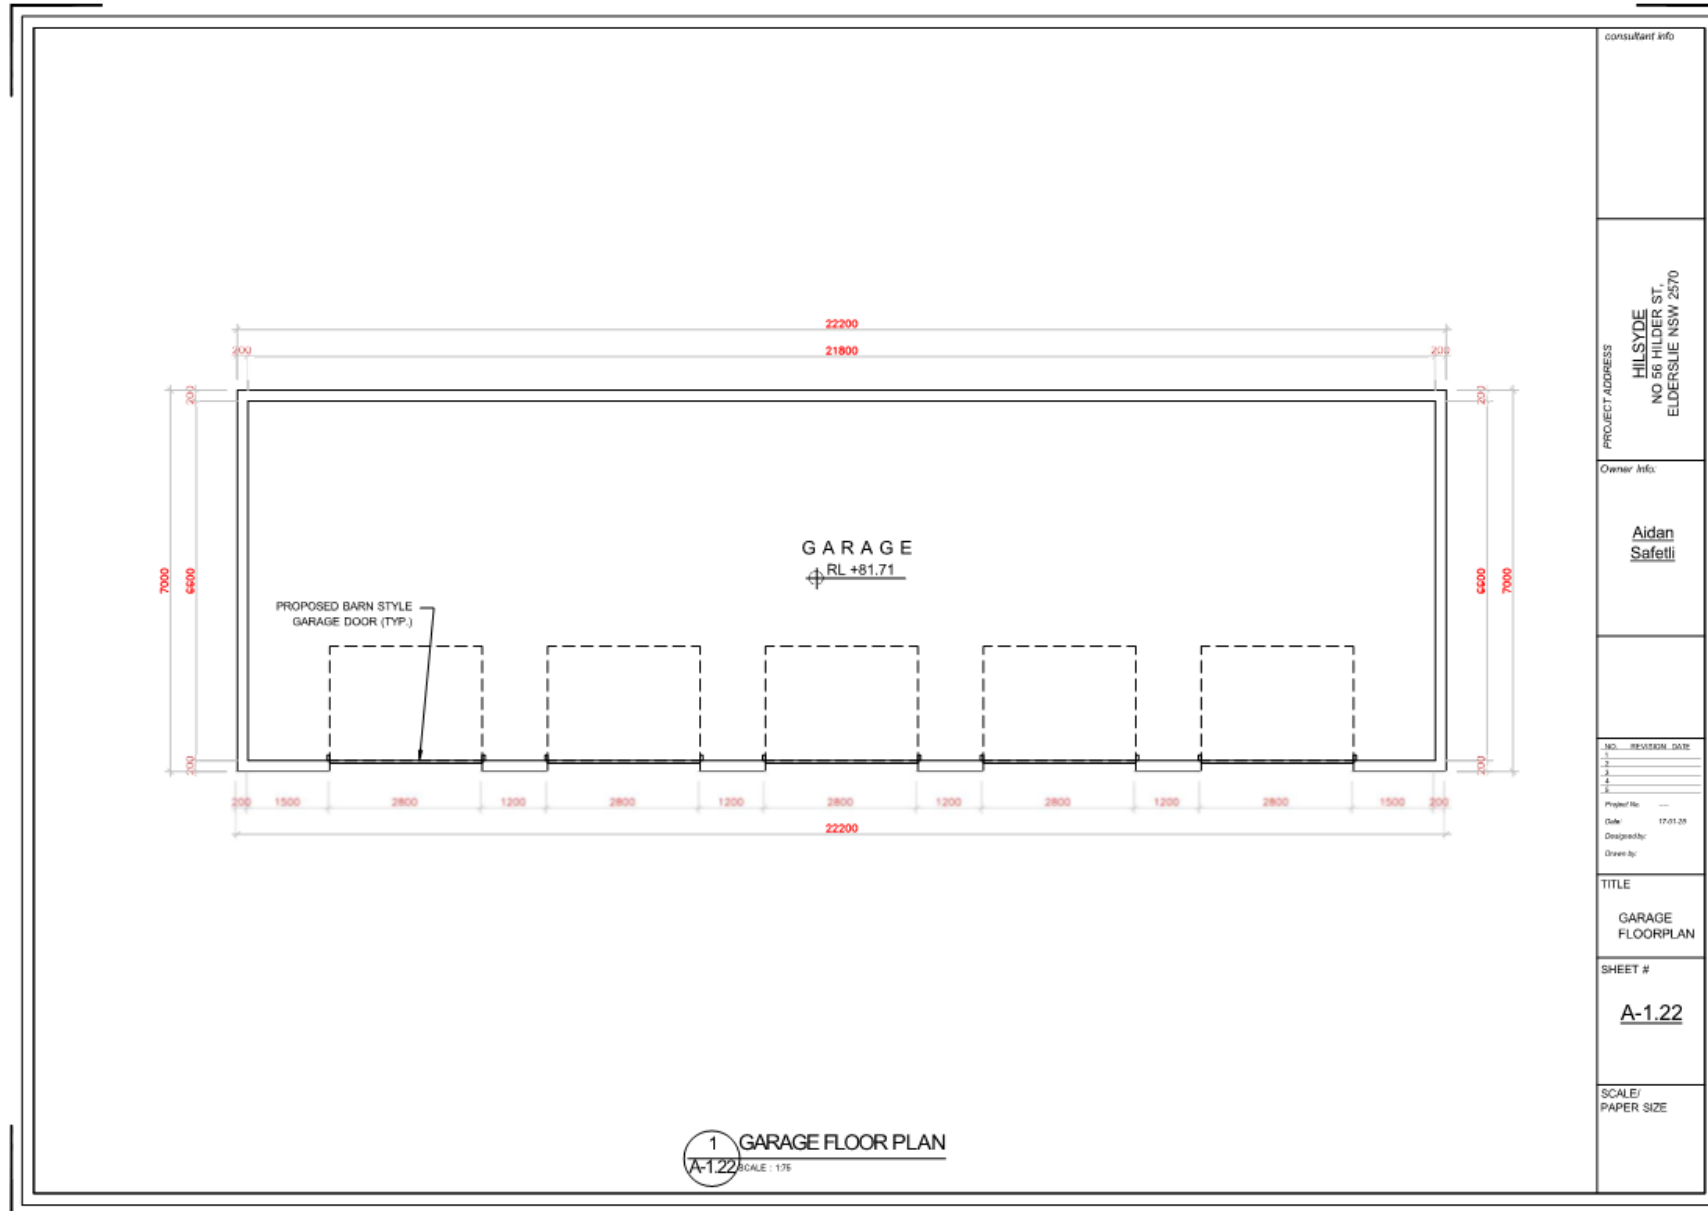 consultant info
PROJECT ADDRESS
HILSYDE
NO 56 HILDER ST,
ELDERSLIE NSW 2570
Owner Info:
Aidan
Safetli
NO. REVISION DATE
1
2
3
4
5
Project No. ---
Date:
Designed by:
Drawn by:
TITLE
GARAGE
FLOORPLAN
SHEET #
A-1.22
SCALE/
PAPER SIZE
22200
200 21800 200
200 200
7000 6600 6600 7000
200 200
GARAGE
RL +81.71
PROPOSED BARN STYLE
GARAGE DOOR (TYP.)
200 1500 2800 1200 2800 1200 2800 1200 2800 1200 2800 1500 200
22200
1 GARAGE FLOOR PLAN
A-1.22 SCALE : 1:75